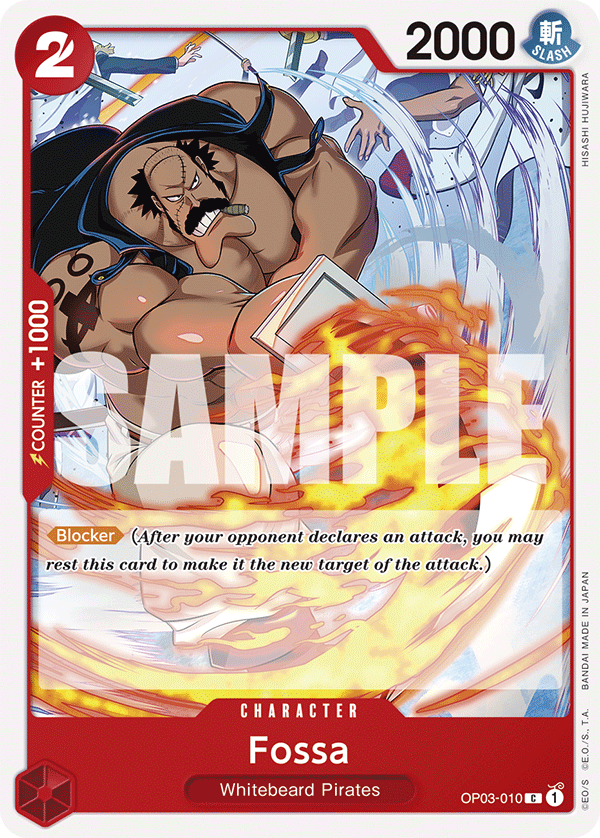 2
2000
斬
SLASH
HISASHI HUJIWARA
COUNTER +1000
SAMPLE
Blocker (After your opponent declares an attack, you may
rest this card to make it the new target of the attack.)
©EO/S ©E.O./S., T.A. BANDAI MADE IN JAPAN
CHARACTER
Fossa
Whitebeard Pirates
OP03-010 C 1